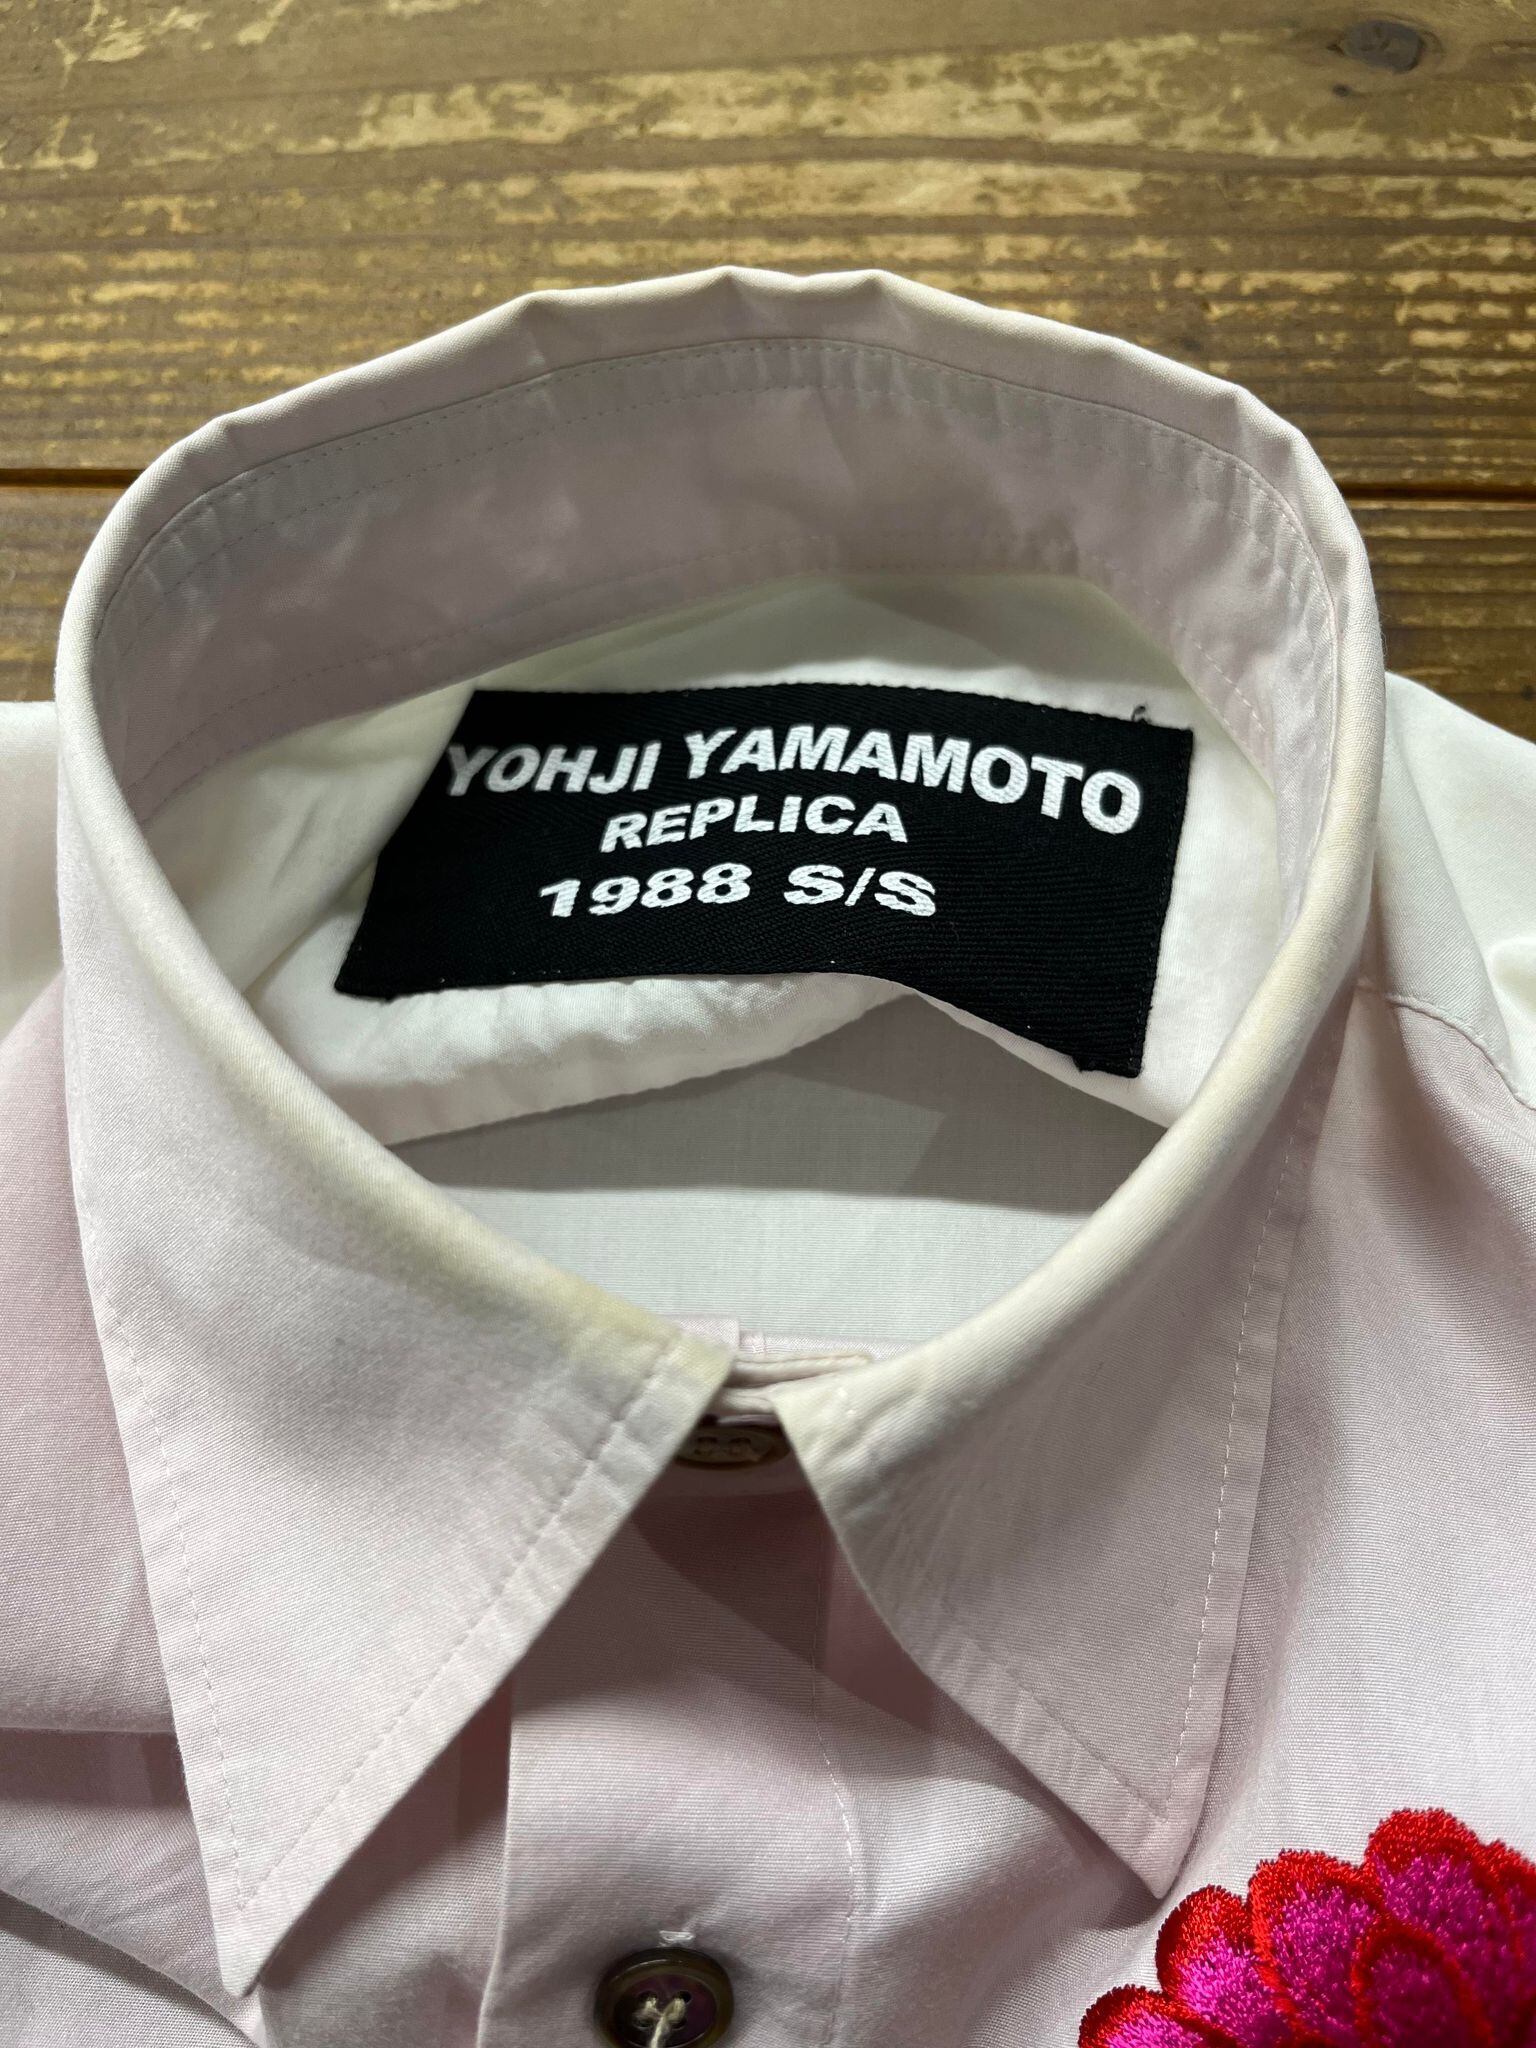 YOHJI YAMAMOTO
REPLICA
1988 S/S